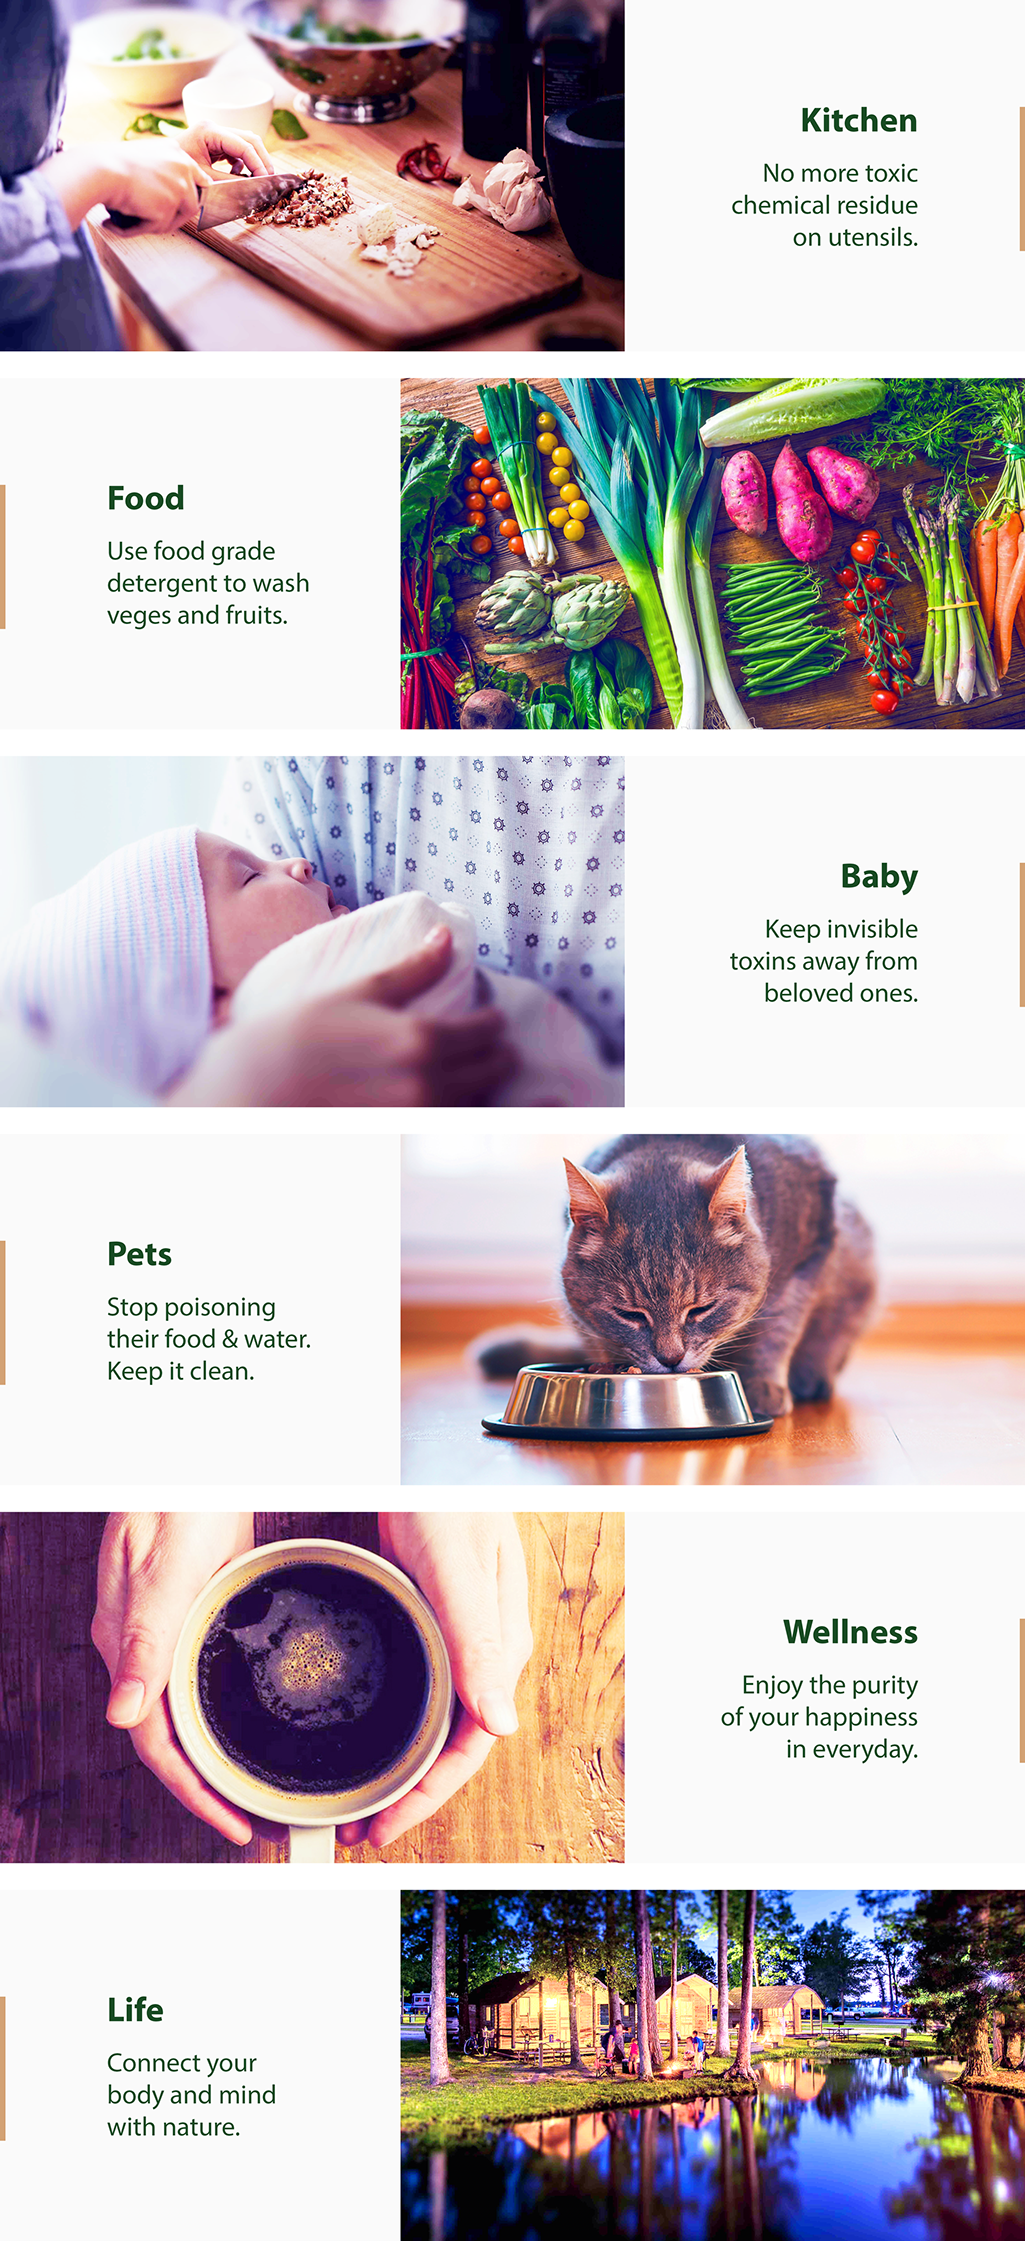 Kitchen
No more toxic
chemical residue
on utensils.
Food
Use food grade
detergent to wash
veges and fruits.
Baby
Keep invisible
toxins away from
beloved ones.
Pets
Stop poisoning
their food & water.
Keep it clean.
Wellness
Enjoy the purity
of your happiness
in everyday.
Life
Connect your
body and mind
with nature.